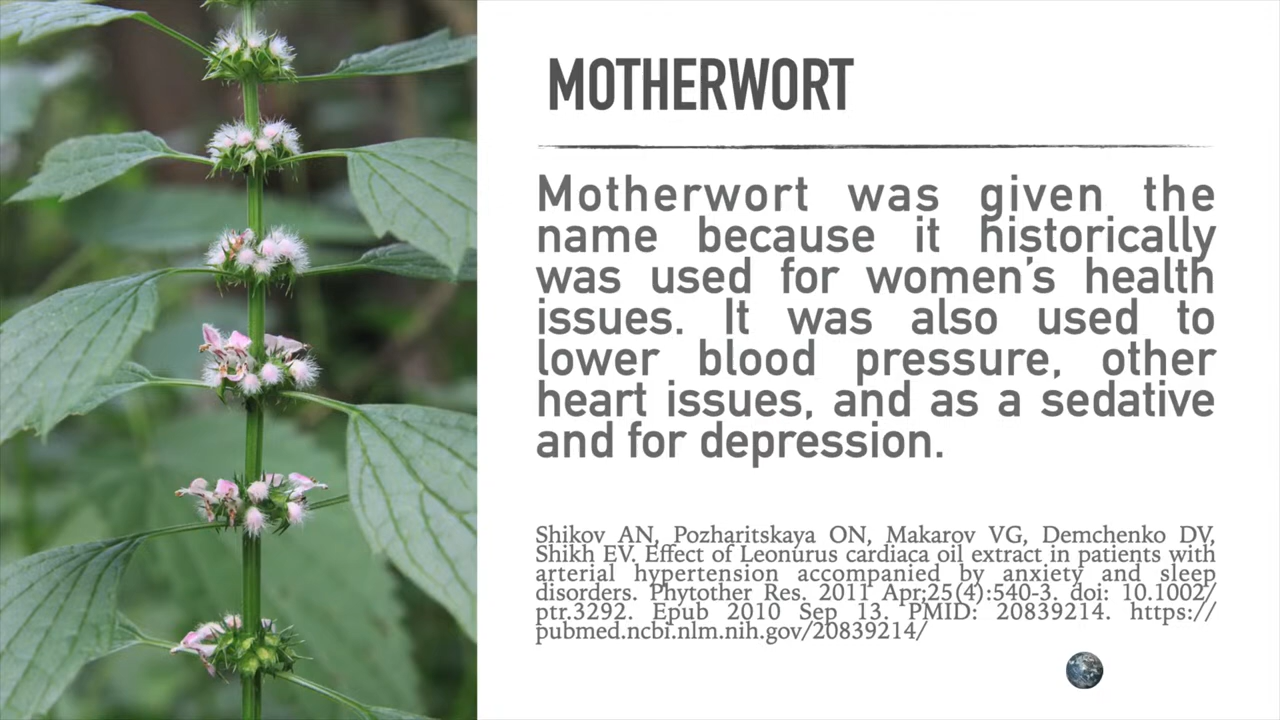 MOTHERWORT
Motherwort was given the
name because it historically
was used for women's health
issues. It was also used to
lower blood pressure, other
heart issues, and as a sedative
and for depression.
Shikov AN, Pozharitskaya ON, Makarov VG, Demchenko DV,
Shikh EV. Effect of Leonurus cardiaca oil extract in patients with
arterial hypertension accompanied by anxiety and sleep
disorders. Phytother Res. 2011 Apr;25(4):540-3. doi: 10.1002/
ptr.3292. Epub 2010 Sep 13. PMID: 20839214. https://
pubmed.ncbi.nlm.nih.gov/20839214/